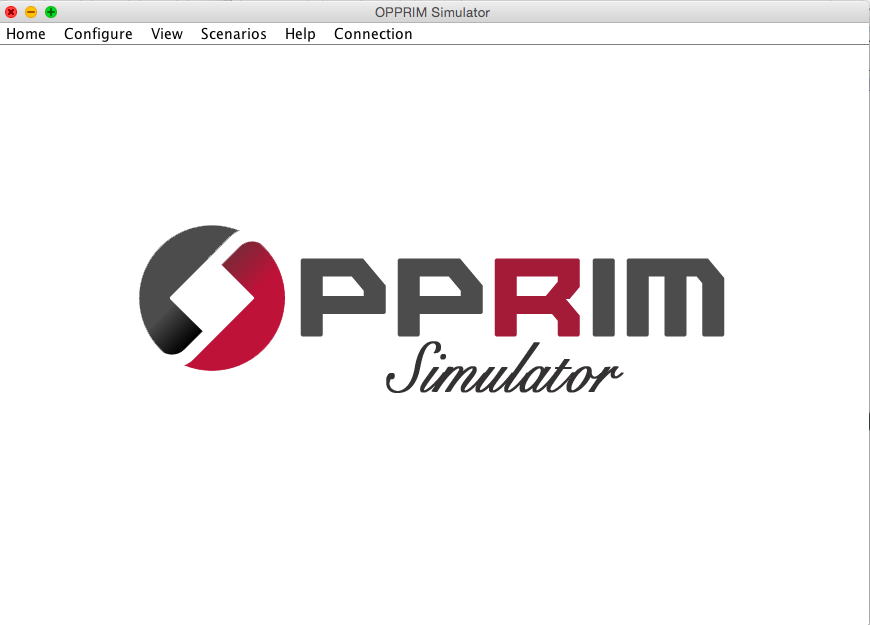 OPPRIM Simulator
Home Configure View Scenarios Help Connection
OPPRIM
Simulator